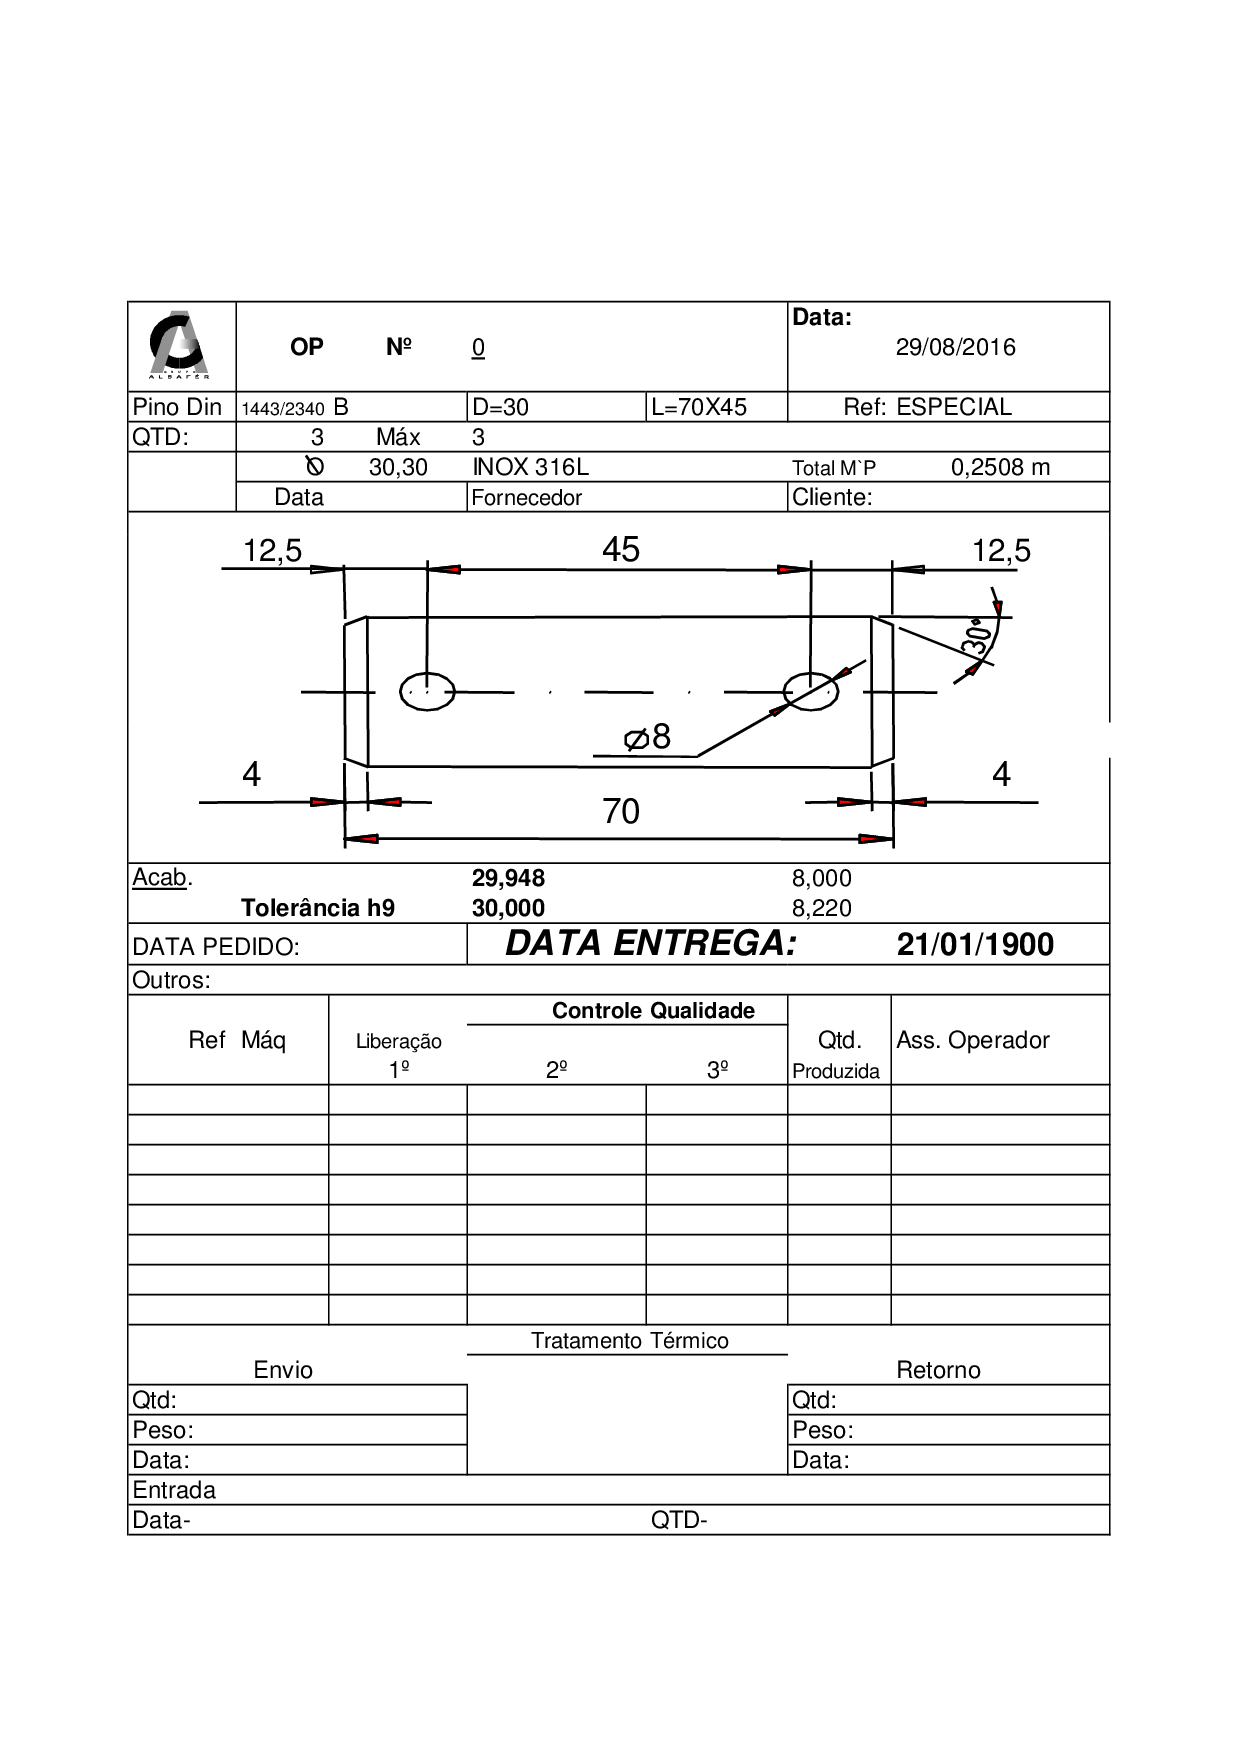 ALBAFER
Data:
OP Nº 0 29/08/2016
Pino Din 1443/2340 B D=30 L=70X45 Ref: ESPECIAL
QTD: 3 Máx 3
Ø 30,30 INOX 316L Total M`P 0,2508 m
Data Fornecedor Cliente:
12,5 45 12,5
30°
ø8
4 4
70
Acab. 29,948 8,000
Tolerância h9 30,000 8,220
DATA PEDIDO: DATA ENTREGA: 21/01/1900
Outros:
Controle Qualidade
Ref Máq Liberação Qtd. Ass. Operador
1º 2º 3º Produzida
Tratamento Térmico
Envio Retorno
Qtd: Qtd:
Peso: Peso:
Data: Data:
Entrada
Data- QTD-